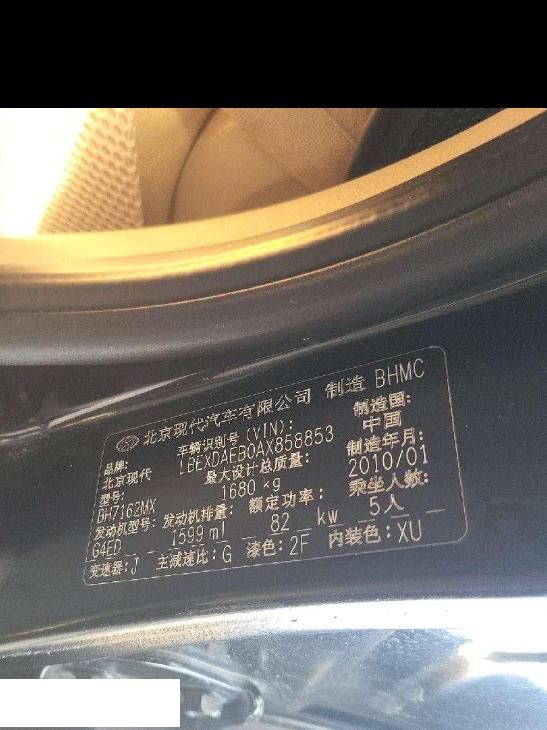 北京现代汽车有限公司 制造 BHMC
品牌: 车辆识别号(VIN): 制造国:
北京现代 LBEXDAEB0AX858853 中国
型号: 最大设计总质量: 制造年月:
BH7162MX 1680 kg 2010/01
发动机型号: 发动机排量: 额定功率: 乘坐人数:
G4ED 1599 ml 82 kw 5人
变速器:J 主减速比:G 漆色:2F 内装色:XU